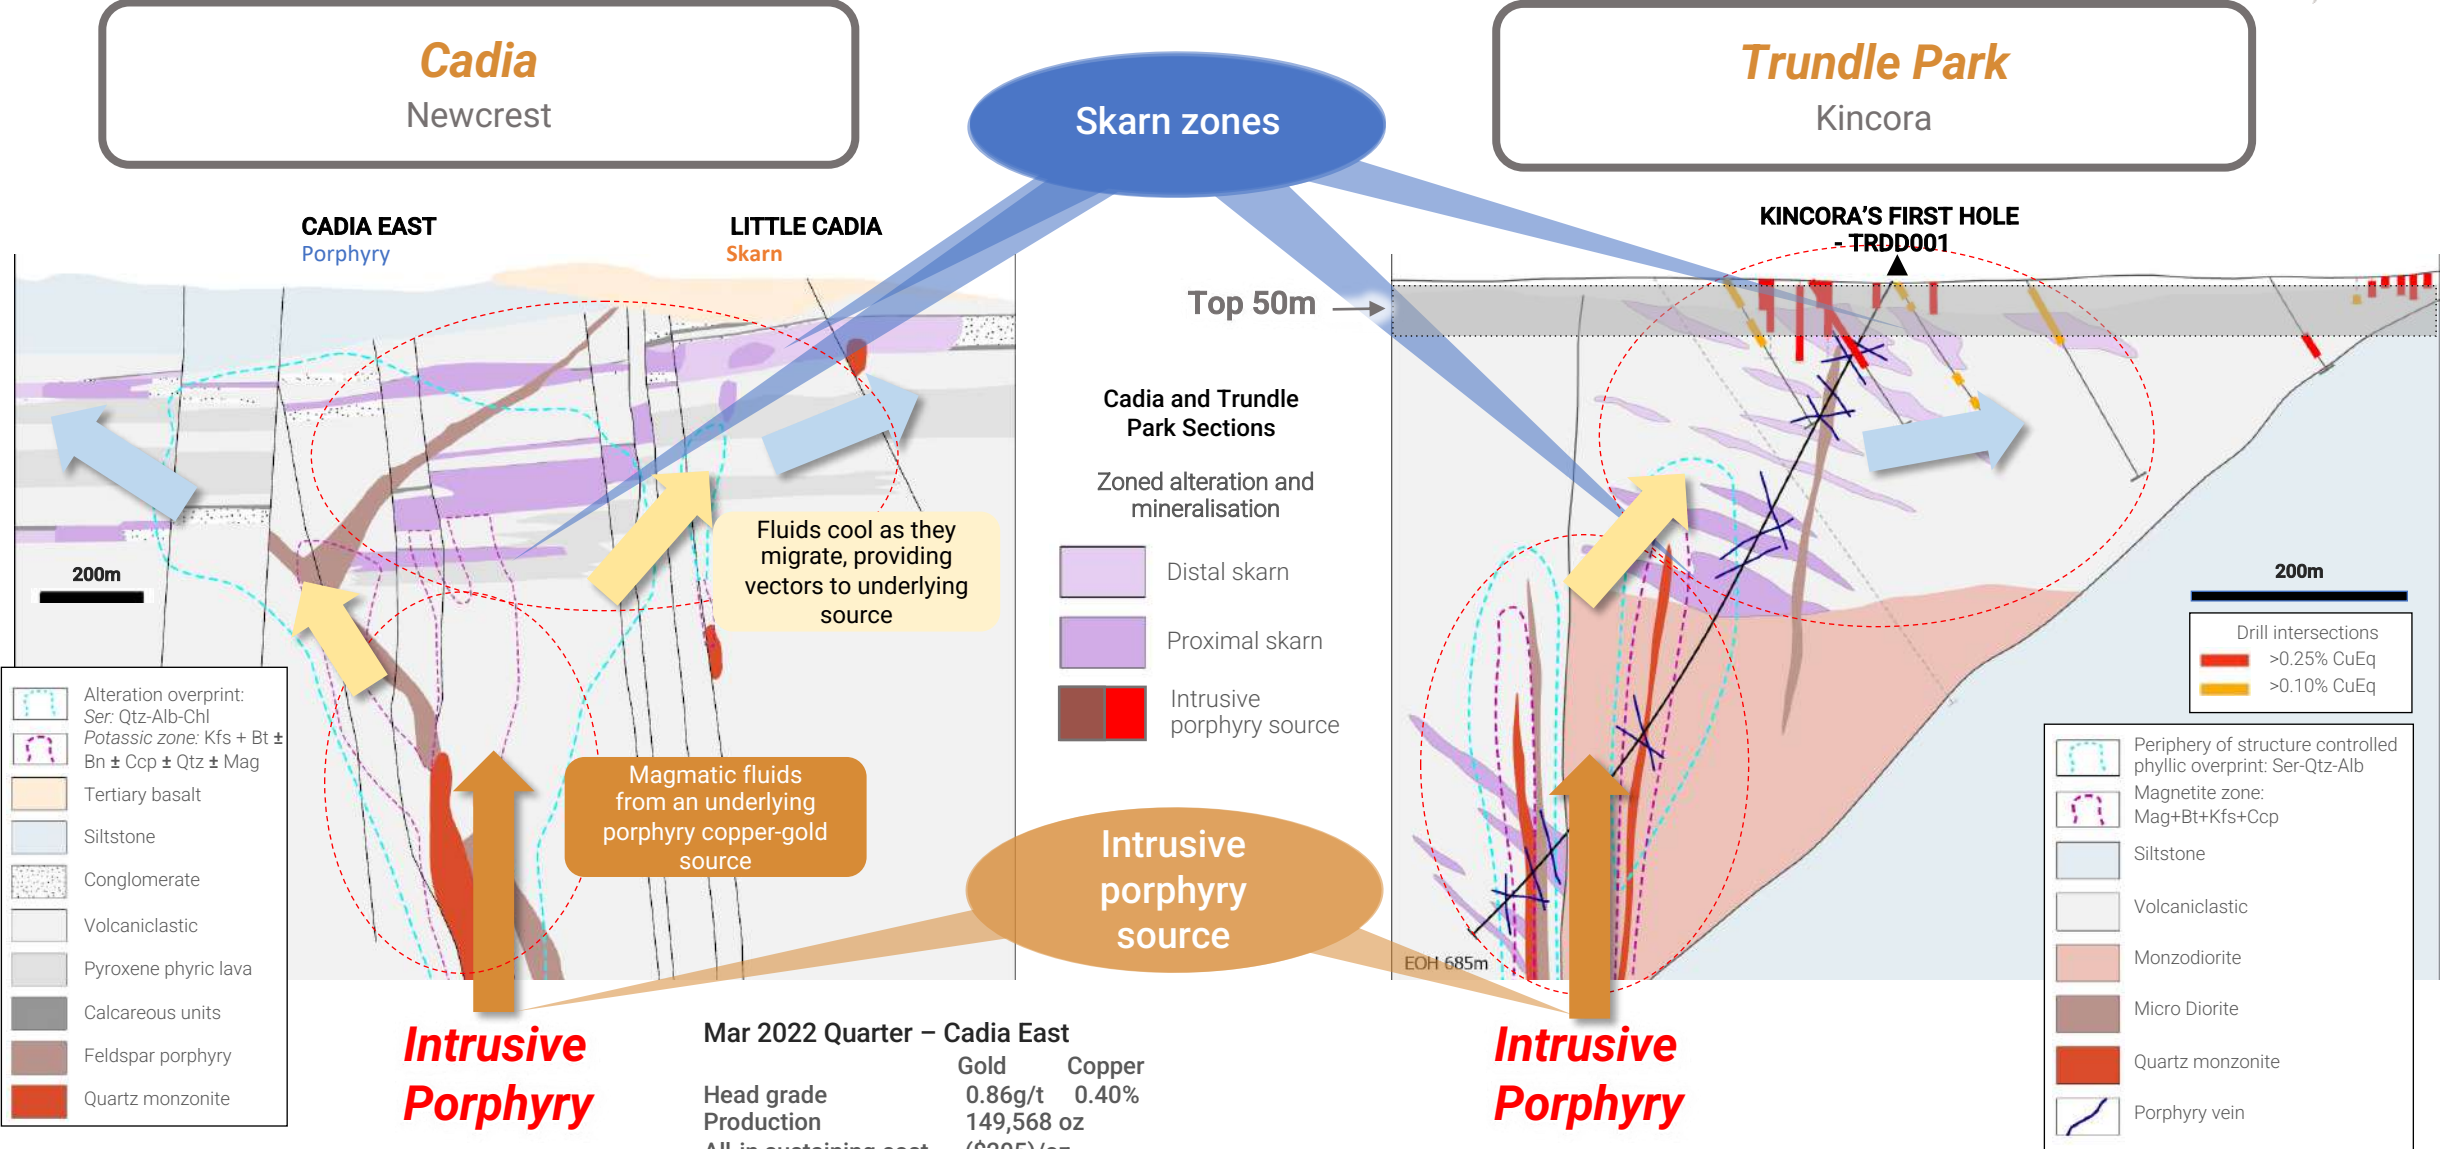 Cadia
Newcrest
Skarn zones
Trundle Park
Kincora
CADIA EAST
Porphyry
LITTLE CADIA
Skarn
KINCORA'S FIRST HOLE
- TRDD001
Top 50m
200m
Fluids cool as they
migrate, providing
vectors to underlying
source
Magmatic fluids
from an underlying
porphyry copper-gold
source
Cadia and Trundle
Park Sections
Zoned alteration and
mineralisation
Distal skarn
Proximal skarn
Intrusive
porphyry source
Intrusive
porphyry
source
200m
Drill intersections
>0.25% CuEq
>0.10% CuEq
EOH 685m
Alteration overprint:
Ser: Qtz-Alb-Chl
Potassic zone: Kfs + Bt ±
Bn ± Ccp ± Qtz ± Mag
Tertiary basalt
Siltstone
Conglomerate
Volcaniclastic
Pyroxene phyric lava
Calcareous units
Feldspar porphyry
Quartz monzonite
Periphery of structure controlled
phyllic overprint: Ser-Qtz-Alb
Magnetite zone:
Mag+Bt+Kfs+Ccp
Siltstone
Volcaniclastic
Monzodiorite
Micro Diorite
Quartz monzonite
Porphyry vein
Intrusive
Porphyry
Intrusive
Porphyry
Mar 2022 Quarter – Cadia East
Gold Copper
Head grade 0.86g/t 0.40%
Production 149,568 oz